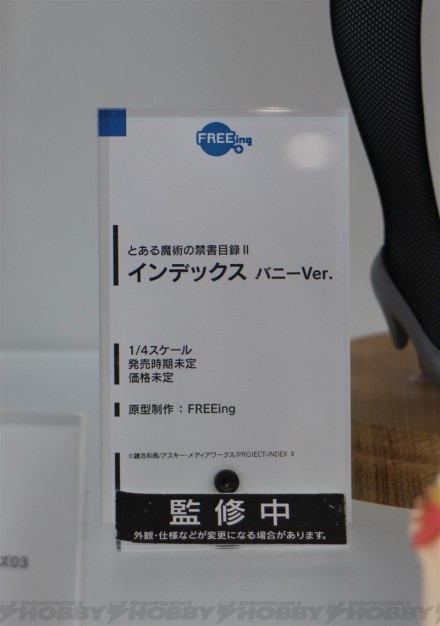 FREEing
とある魔術の禁書目録Ⅱ
インデックス バニーVer.
1/4スケール
発売時期未定
価格未定
原型制作：FREEing
©鎌池和馬/アスキー・メディアワークス/PROJECT-INDEX Ⅱ
監修中
外観・仕様などが変更になる場合があります。
ズ03
HOBBY HOBBY HOBBY HOBBY